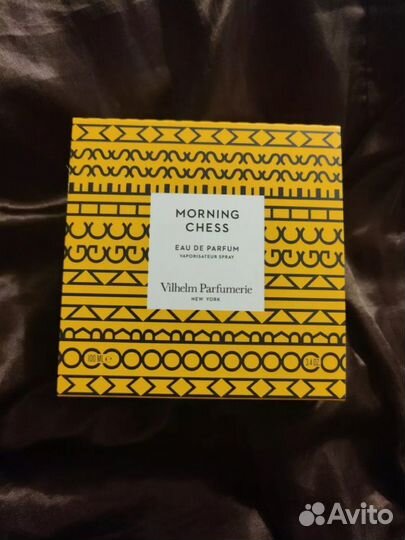 MORNING
CHESS
EAU DE PARFUM
VAPORISATEUR SPRAY
Vilhelm Parfumerie
NEW YORK
100 ML ℮ 3.4 OZ
Avito